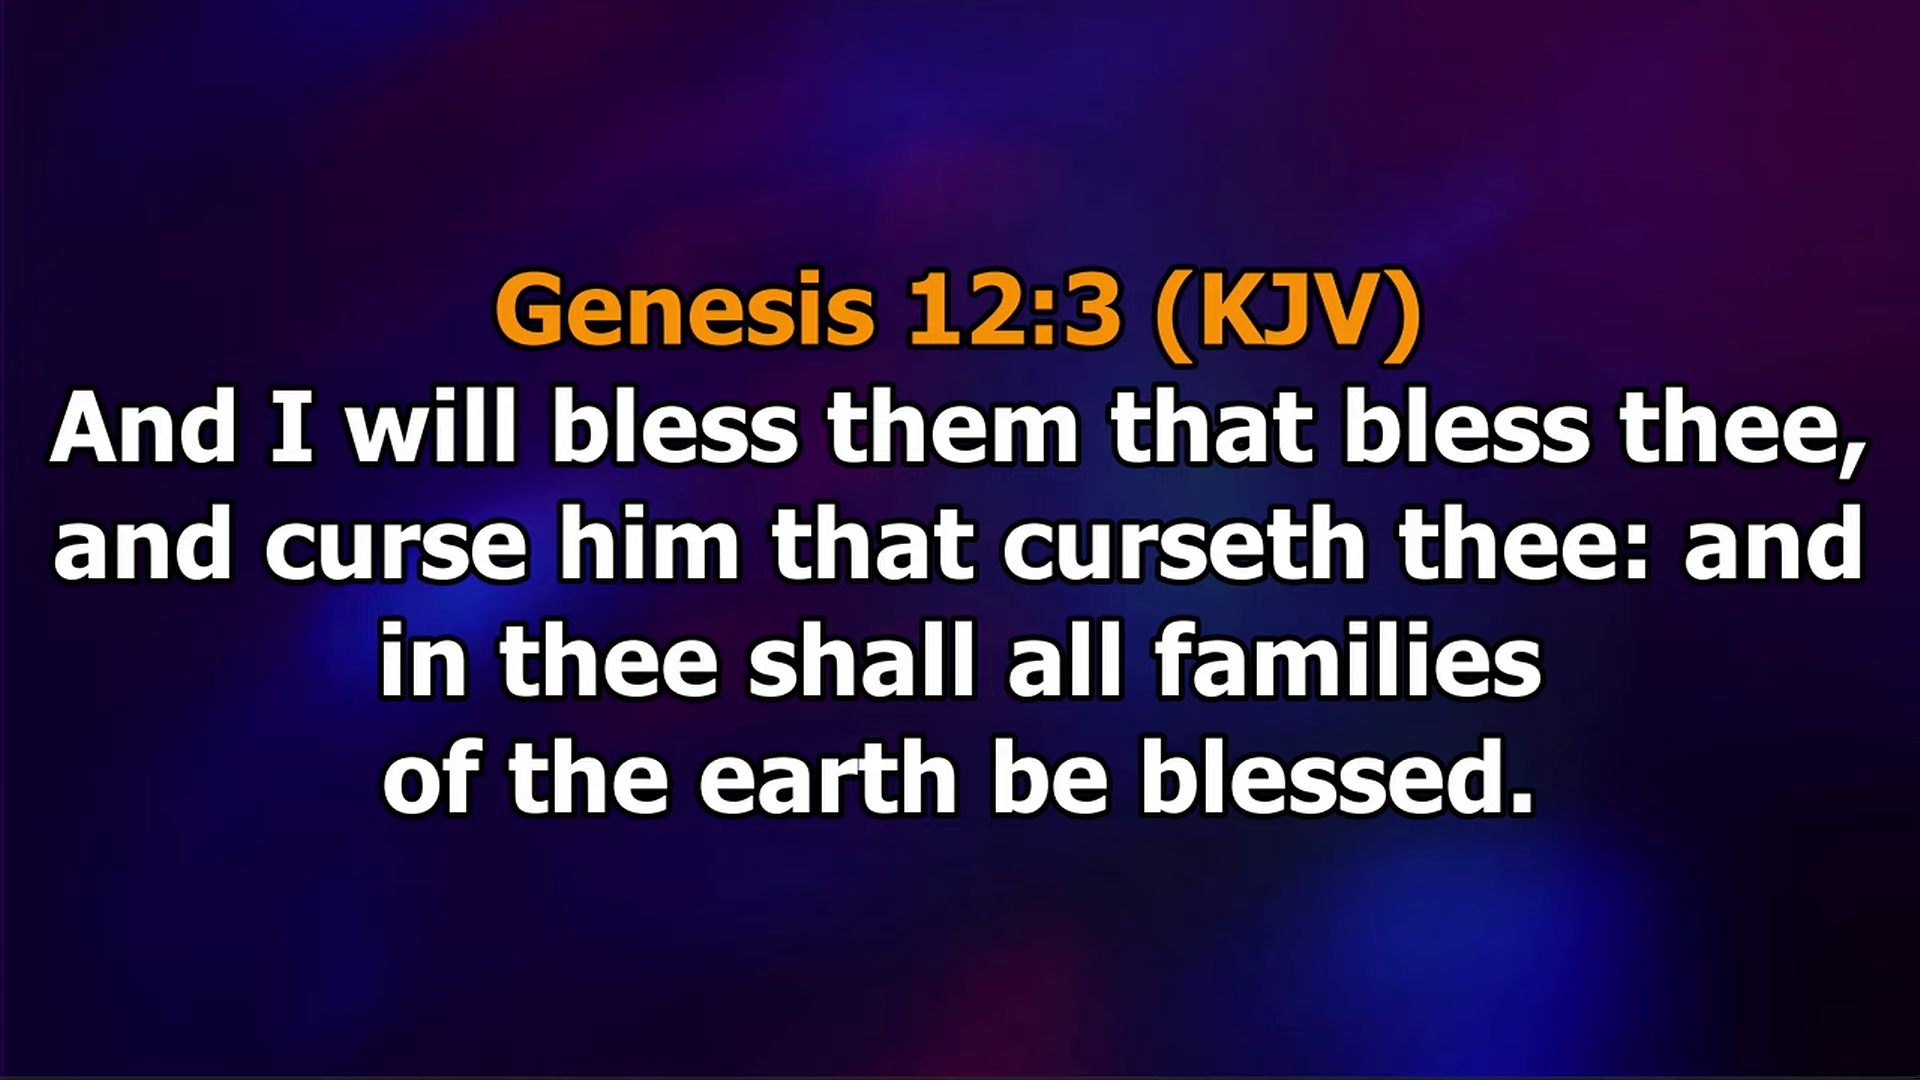 Genesis 12:3 (KJV)
And I will bless them that bless thee,
and curse him that curseth thee: and
in thee shall all families
of the earth be blessed.